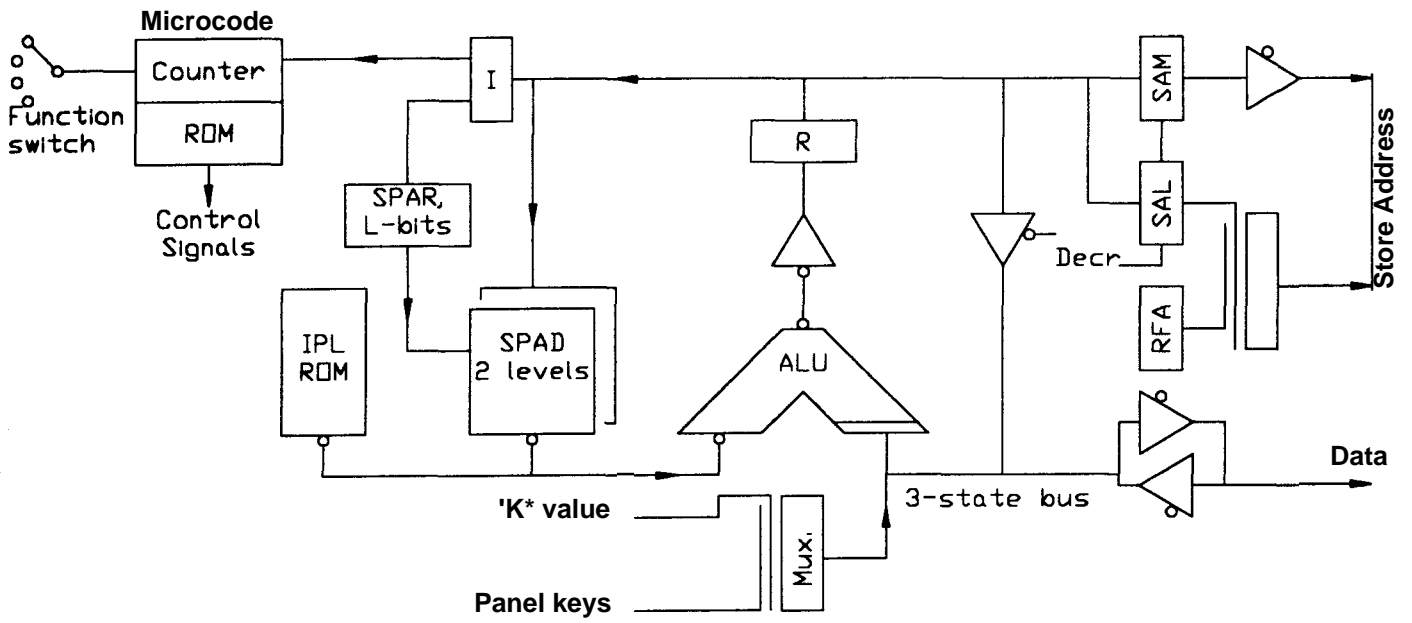 Microcode
Counter
ROM
Function
switch
Control
Signals
I
SPAR,
L-bits
IPL
ROM
SPAD
2 levels
R
ALU
SAM
SAL
Decr
RFA
Store Address
Data
3-state bus
'K* value
Mux.
Panel keys